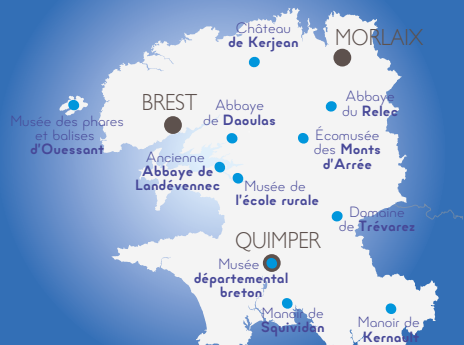 Château
de Kerjean
MORLAIX
BREST
Abbaye
de Daoulas
Abbaye
du Relec
Musée des phares
et balises
d'Ouessant
Écomusée
des Monts
d'Arrée
Ancienne
Abbaye de
Landévennec
Musée de
l'école rurale
Domaine
de Trévarez
QUIMPER
Musée
départemental
breton
Manoir de
Squividan
Manoir de
Kernault